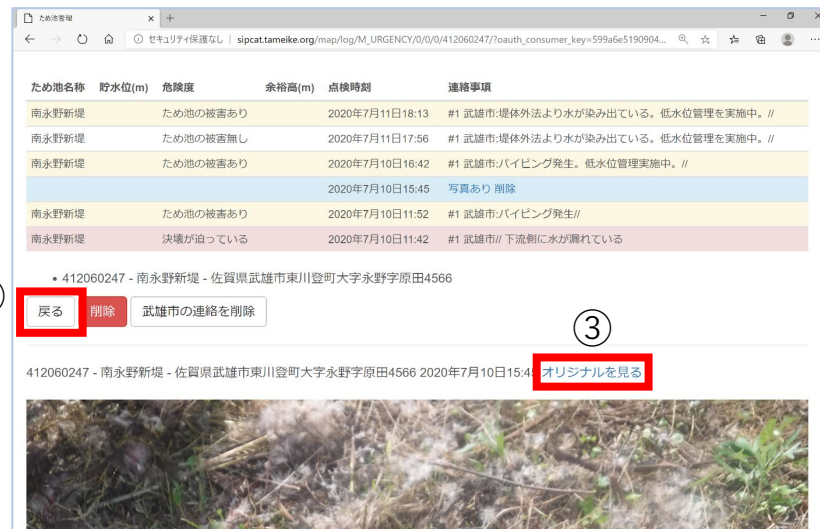 ため池管理
セキュリティ保護なし | sipcat.tameike.org/map/log/M_URGENCY/0/0/0/412060247/?oauth_consumer_key=599a6e5190904...
ため池名称 貯水位(m) 危険度 余裕高(m) 点検時刻 連絡事項
南永野新堤 ため池の被害あり 2020年7月11日18:13 #1 武雄市:堤体外法より水が染み出ている。低水位管理を実施中。//
南永野新堤 ため池の被害無し 2020年7月11日17:56 #1 武雄市:堤体外法より水が染み出ている。低水位管理を実施中。//
南永野新堤 ため池の被害あり 2020年7月10日16:42 #1 武雄市:パイピング発生。低水位管理実施中。//
2020年7月10日15:45 写真あり 削除
南永野新堤 ため池の被害あり 2020年7月10日11:52 #1 武雄市:パイピング発生//
南永野新堤 決壊が迫っている 2020年7月10日11:42 #1 武雄市// 下流側に水が漏れている
• 412060247 - 南永野新堤 - 佐賀県武雄市東川登町大字永野字原田4566
戻る 削除 武雄市の連絡を削除
③
412060247 - 南永野新堤 - 佐賀県武雄市東川登町大字永野字原田4566 2020年7月10日15:45 オリジナルを見る